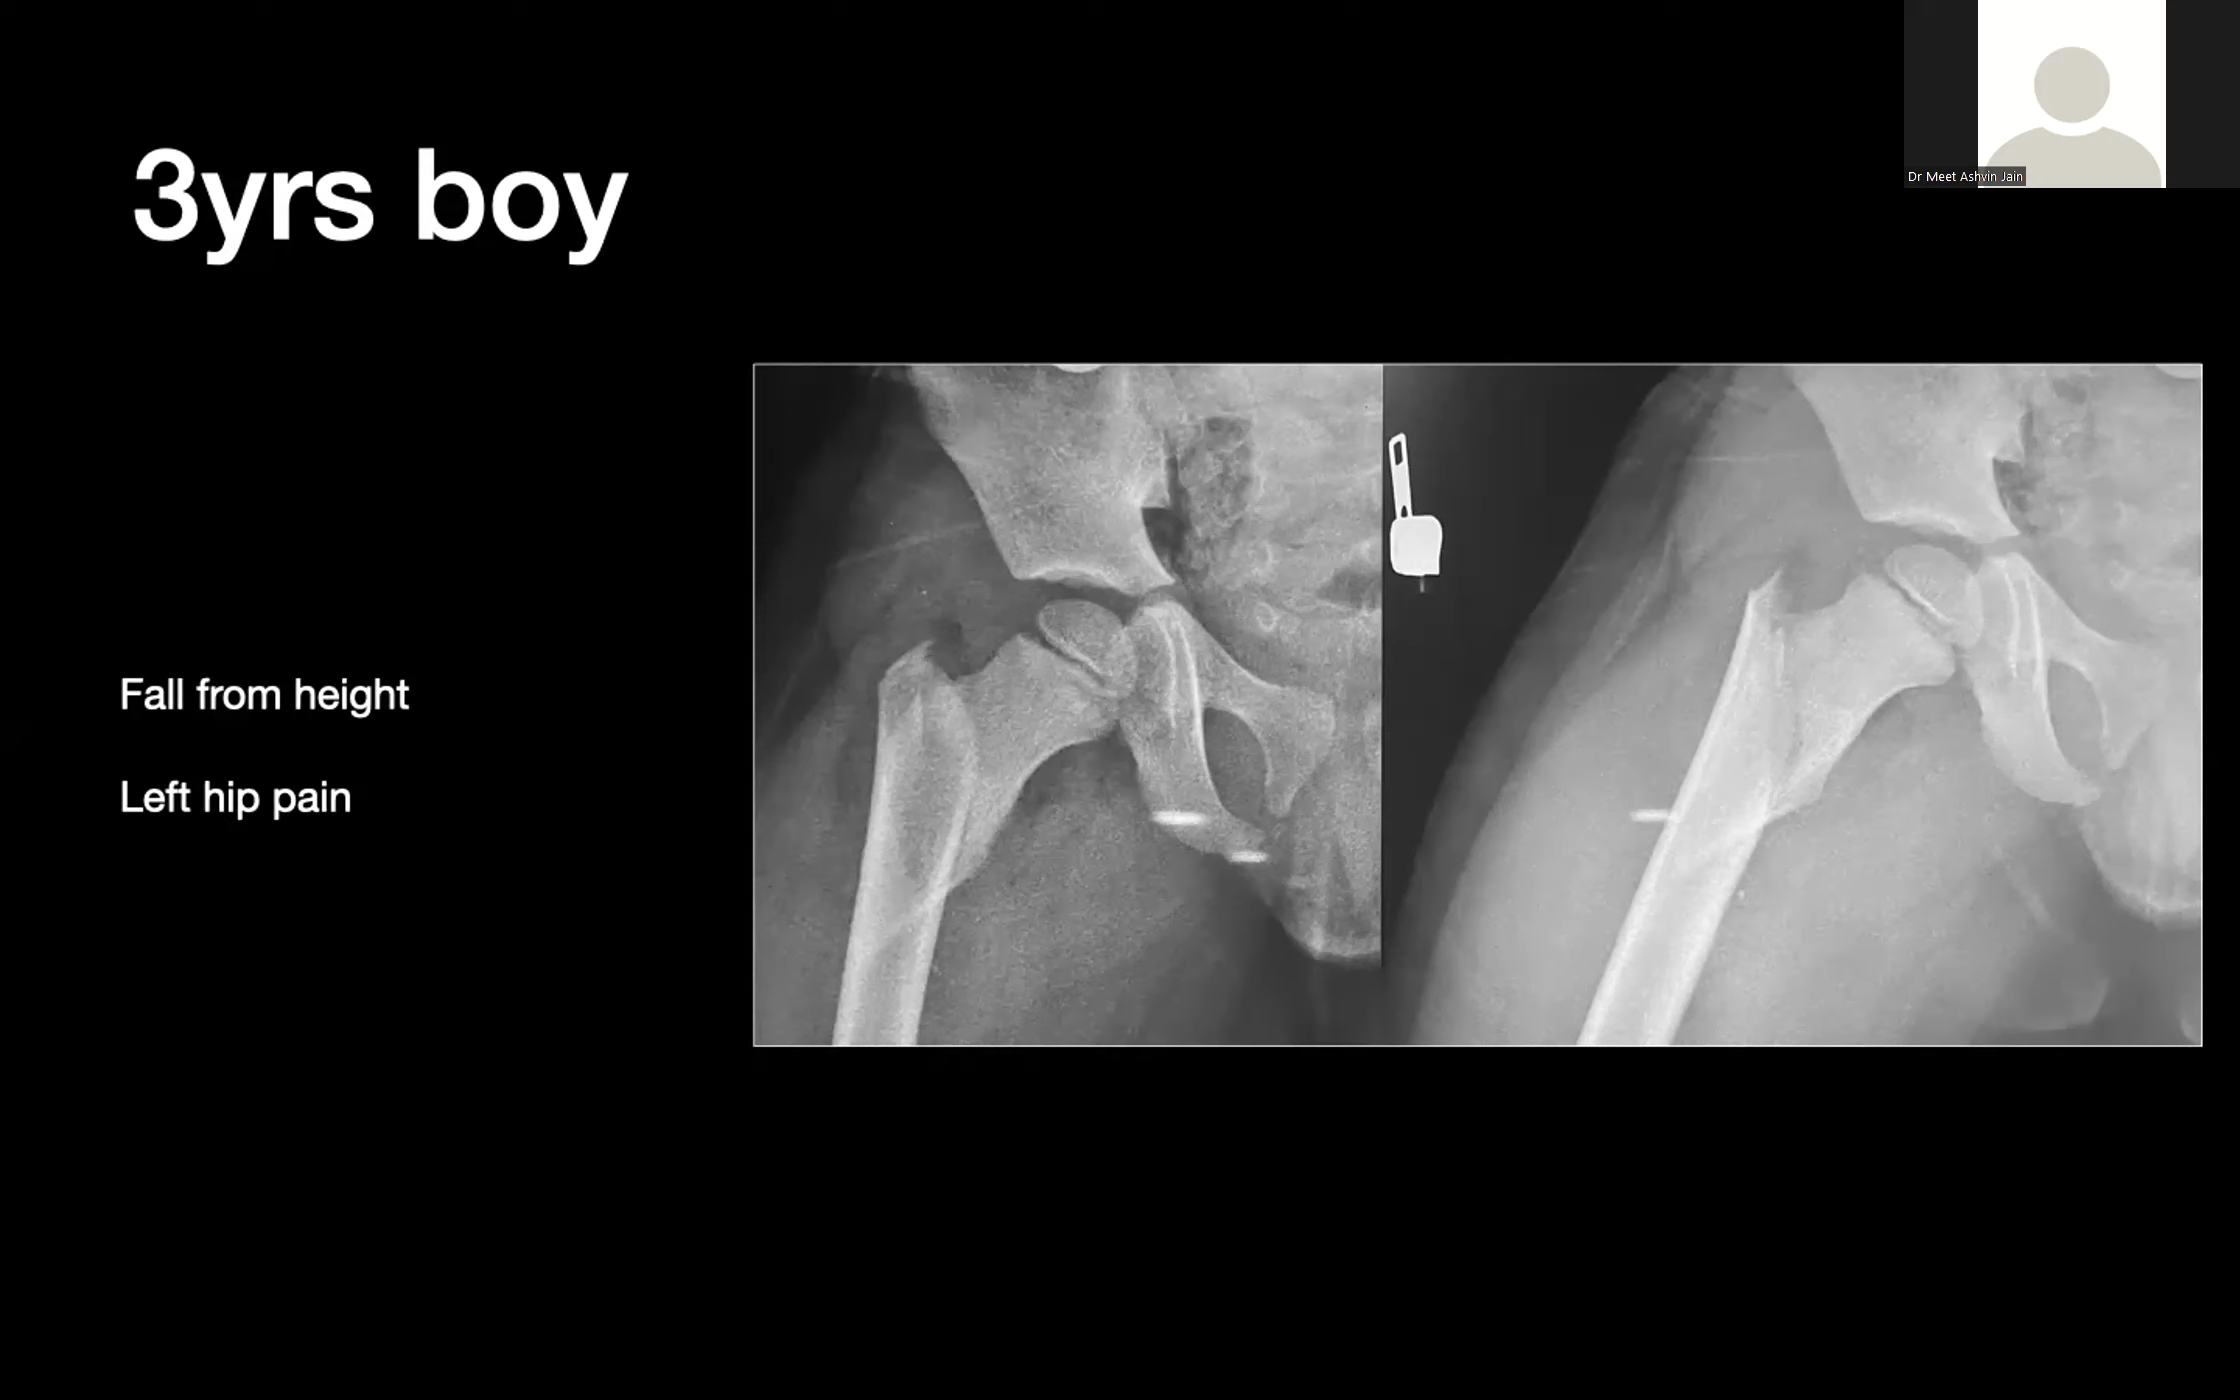 Dr Meet Ashvin Jain
3yrs boy
Fall from height
Left hip pain